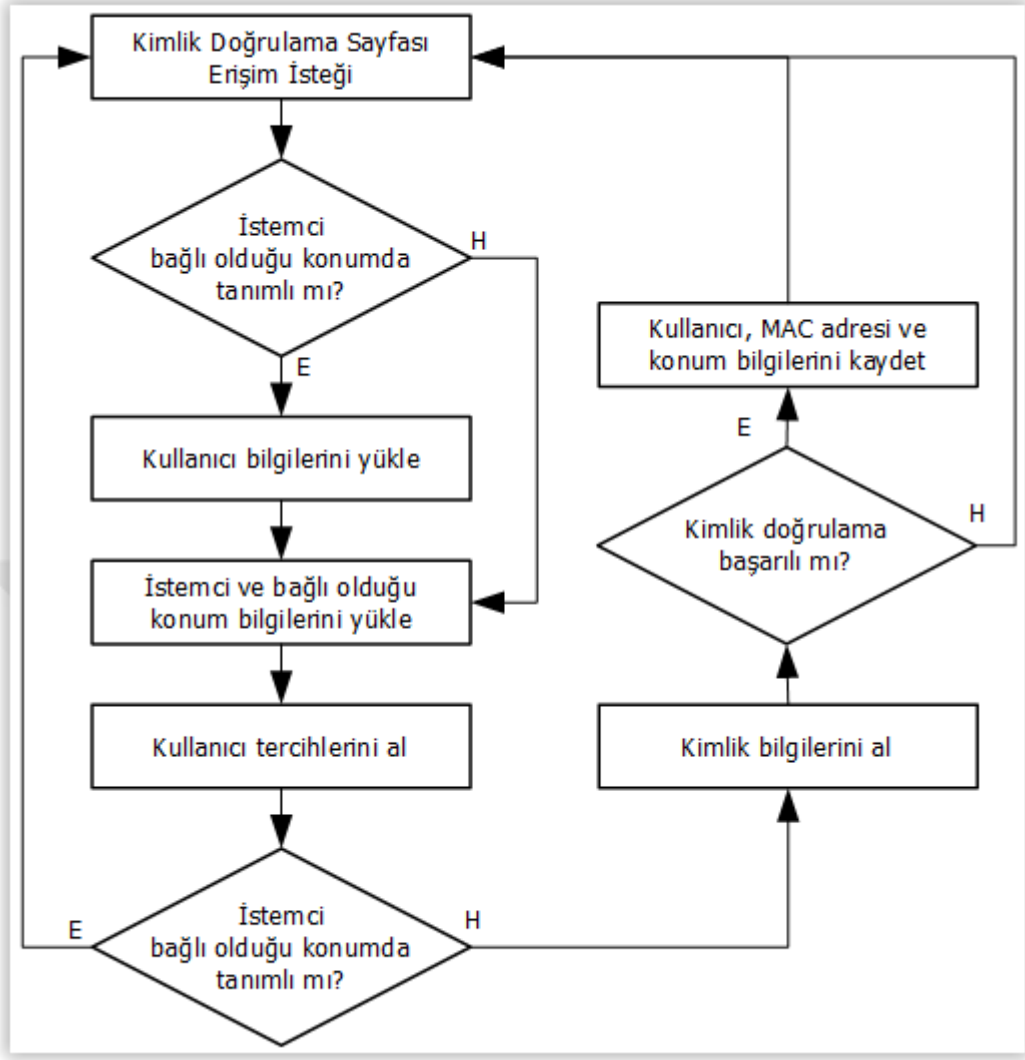 Kimlik Doğrulama Sayfası
Erişim İsteği
İstemci
bağlı olduğu konumda
tanımlı mı?
H
E
Kullanıcı bilgilerini yükle
İstemci ve bağlı olduğu
konum bilgilerini yükle
Kullanıcı tercihlerini al
İstemci
bağlı olduğu konumda
tanımlı mı?
E
H
Kimlik bilgilerini al
Kimlik doğrulama
başarılı mı?
E
H
Kullanıcı, MAC adresi ve
konum bilgilerini kaydet